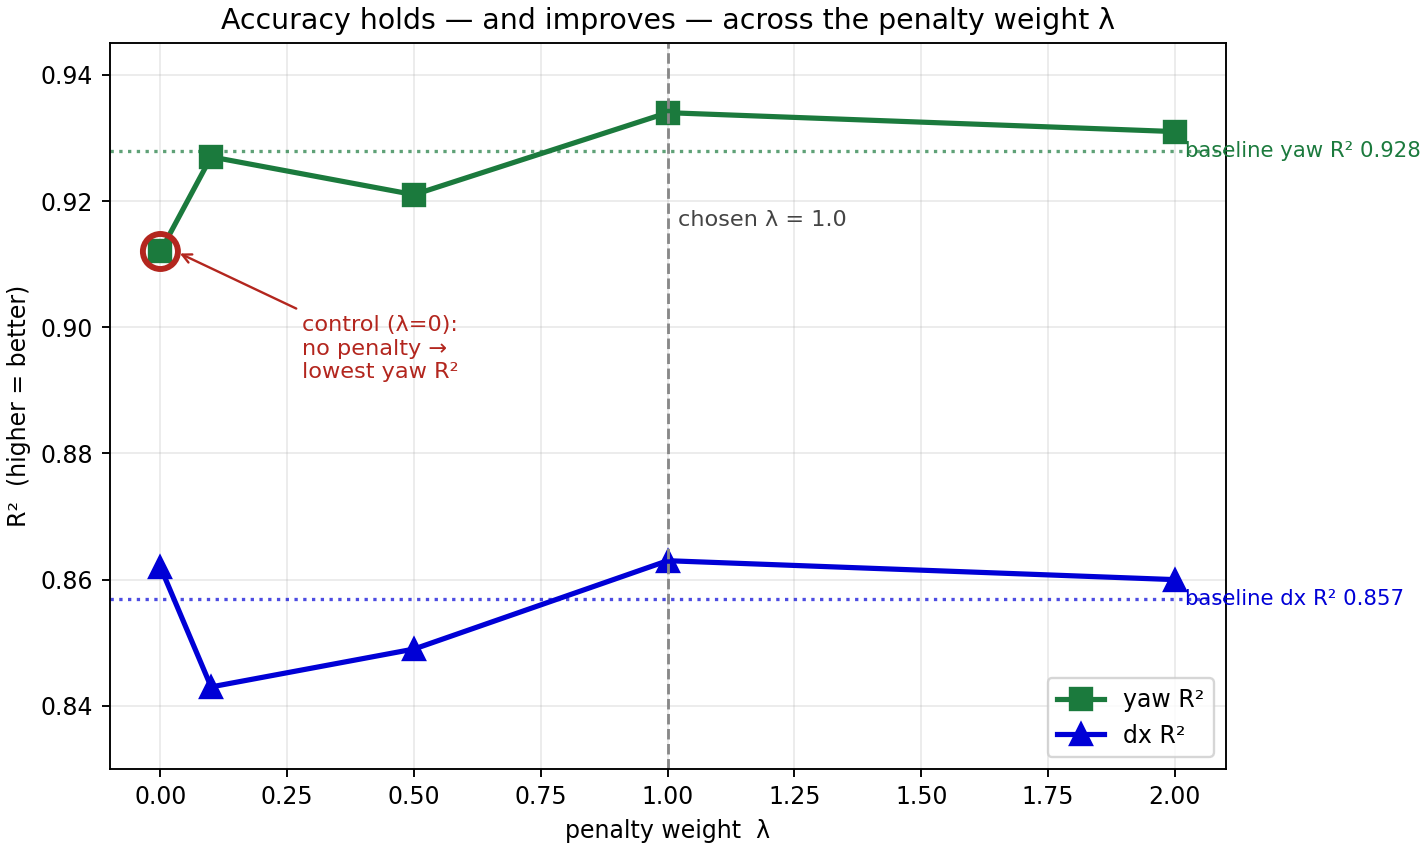 Accuracy holds — and improves — across the penalty weight λ
R² (higher = better)
0.94
0.92
0.90
0.88
0.86
0.84
baseline yaw R² 0.928
chosen λ = 1.0
control (λ=0):
no penalty →
lowest yaw R²
baseline dx R² 0.857
yaw R²
dx R²
0.00 0.25 0.50 0.75 1.00 1.25 1.50 1.75 2.00
penalty weight λ